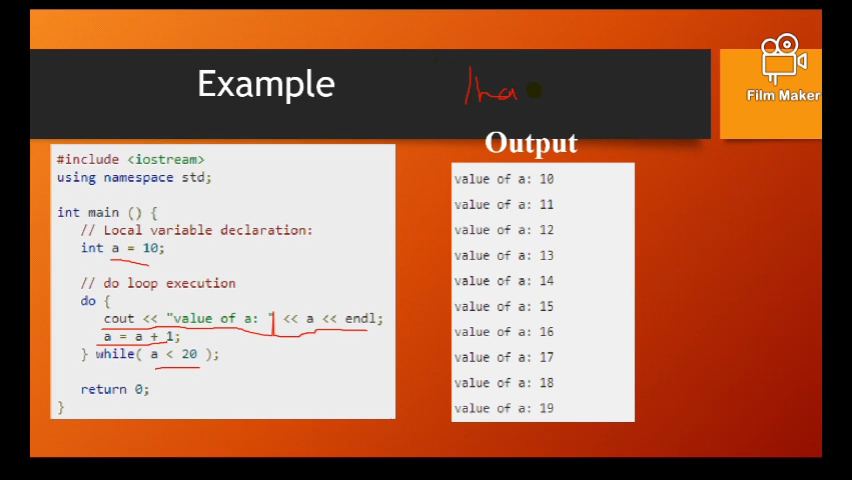 Example
Film Maker
Output
#include <iostream>
using namespace std;
int main () {
// Local variable declaration:
int a = 10;
// do loop execution
do {
cout << "value of a: " << a << endl;
a = a + 1;
} while( a < 20 );
return 0;
}
value of a: 10
value of a: 11
value of a: 12
value of a: 13
value of a: 14
value of a: 15
value of a: 16
value of a: 17
value of a: 18
value of a: 19